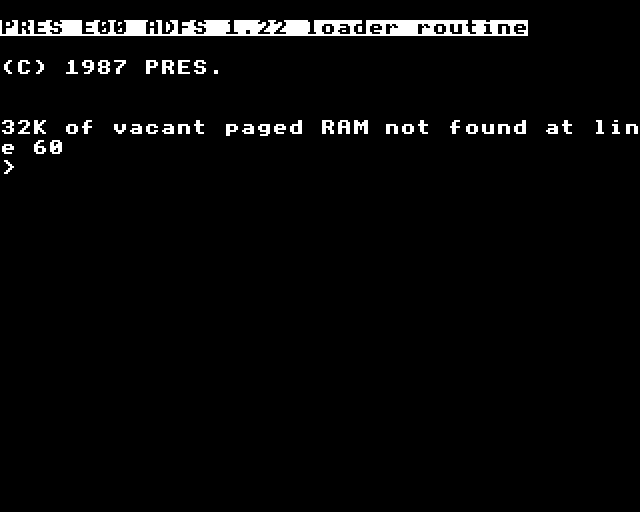 PRES E00 ADFS 1.22 loader routine
(C) 1987 PRES.
32K of vacant paged RAM not found at lin
e 60
>